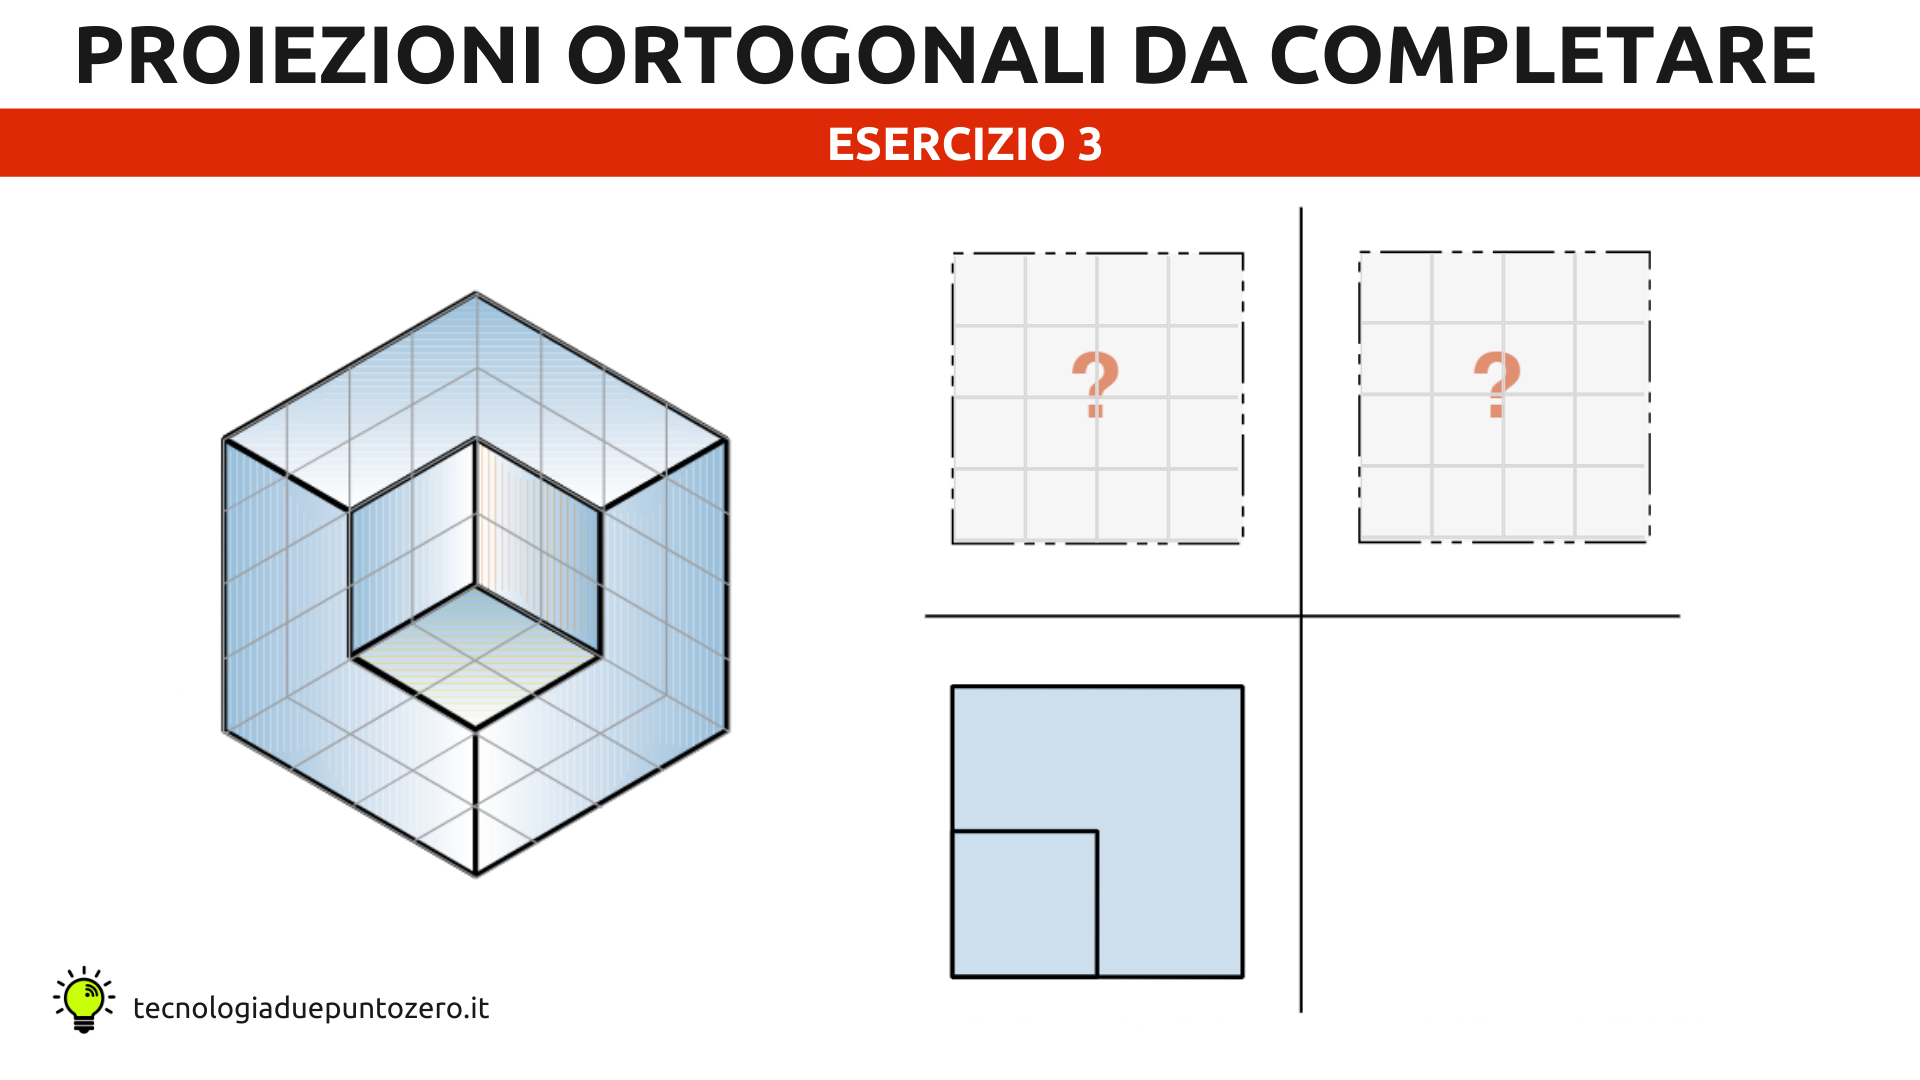 PROIEZIONI ORTOGONALI DA COMPLETARE
ESERCIZIO 3
? ?
tecnologiaduepuntozero.it